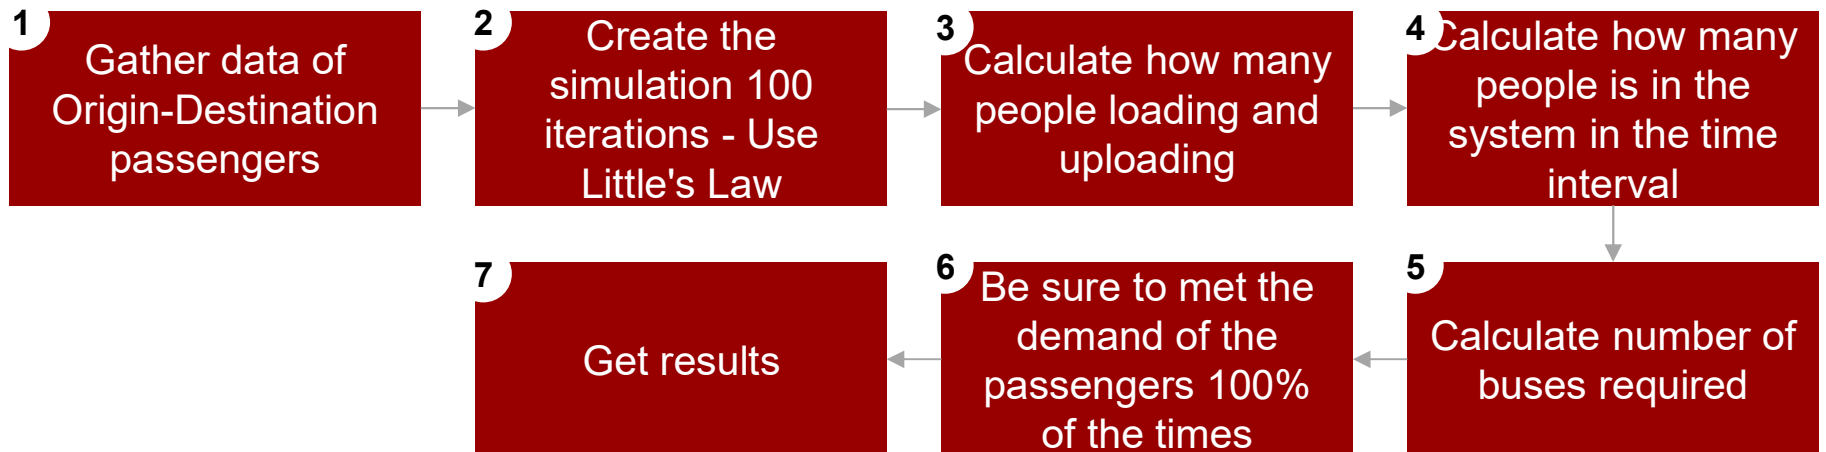 1
Gather data of
Origin-Destination
passengers
2
Create the
simulation 100
iterations - Use
Little's Law
3
Calculate how many
people loading and
uploading
4
Calculate how many
people is in the
system in the time
interval
5
Calculate number of
buses required
6
Be sure to met the
demand of the
passengers 100%
of the times
7
Get results